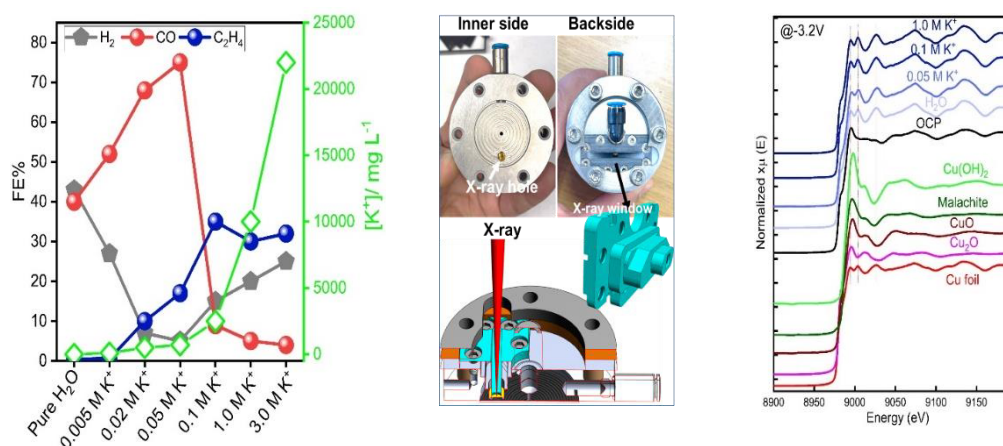 H₂ CO C₂H₄
FE%
80
70
60
50
40
30
20
10
0
[K⁺]/ mg L⁻¹
25000
20000
15000
10000
5000
0
Pure H₂O
0.005 M K⁺
0.02 M K⁺
0.05 M K⁺
0.1 M K⁺
1.0 M K⁺
3.0 M K⁺
Inner side
Backside
X-ray hole
X-ray window
X-ray
@-3.2V
Normalized xμ (E)
1.0 M K⁺
0.1 M K⁺
0.05 M K⁺
H₂O
OCP
Cu(OH)₂
Malachite
CuO
Cu₂O
Cu foil
8900 8950 9000 9050 9100 9150
Energy (eV)